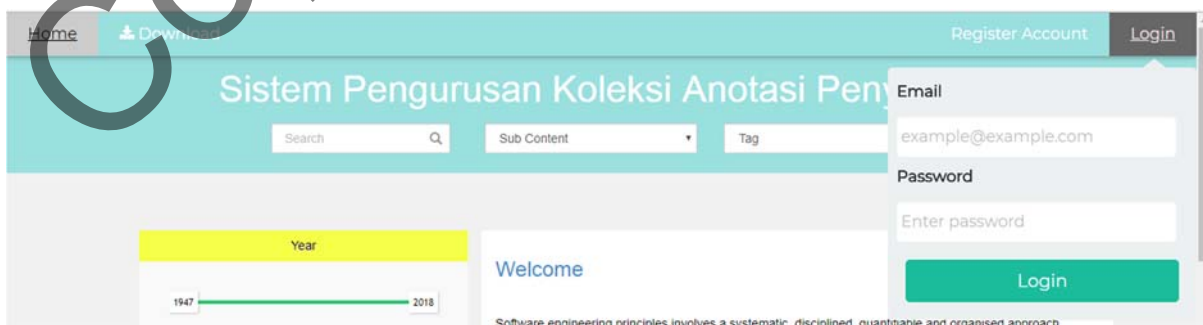 Home Download Register Account Login
Sistem Pengurusan Koleksi Anotasi
Search Sub Content Tag
Email
example@example.com
Password
Enter password
Login
Year
1947 2018
Welcome
Software engineering principles involves a systematic, disciplined, quantifiable and organised approach